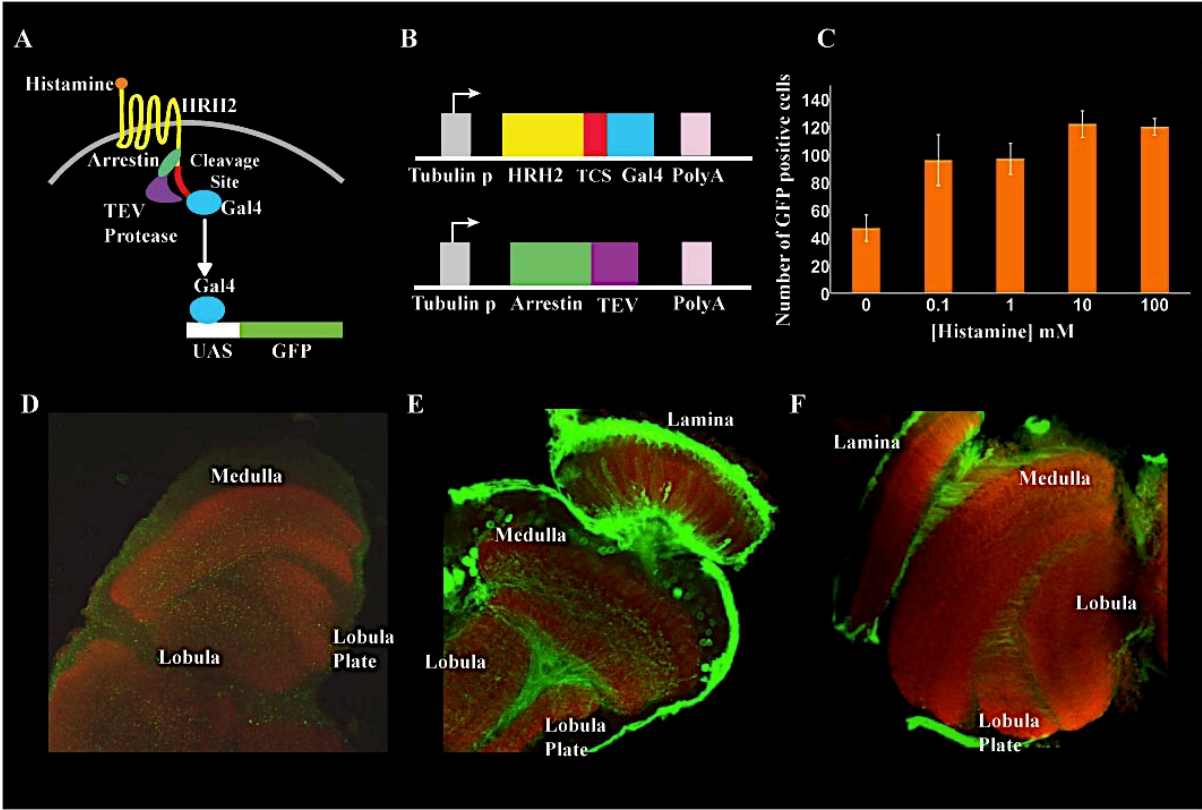 A
Histamine
HRH2
Arrestin
Cleavage
Site
Gal4
TEV
Protease
Gal4
UAS
GFP
B
Tubulin p HRH2 TCS Gal4 PolyA
Tubulin p Arrestin TEV PolyA
C
Number of GFP positive cells
140
120
100
80
60
40
20
0
0 0.1 1 10 100
[Histamine] mM
D
Medulla
Lobula
Lobula
Plate
E
Lamina
Medulla
Lobula
Lobula
Plate
F
Lamina
Medulla
Lobula
Lobula
Plate